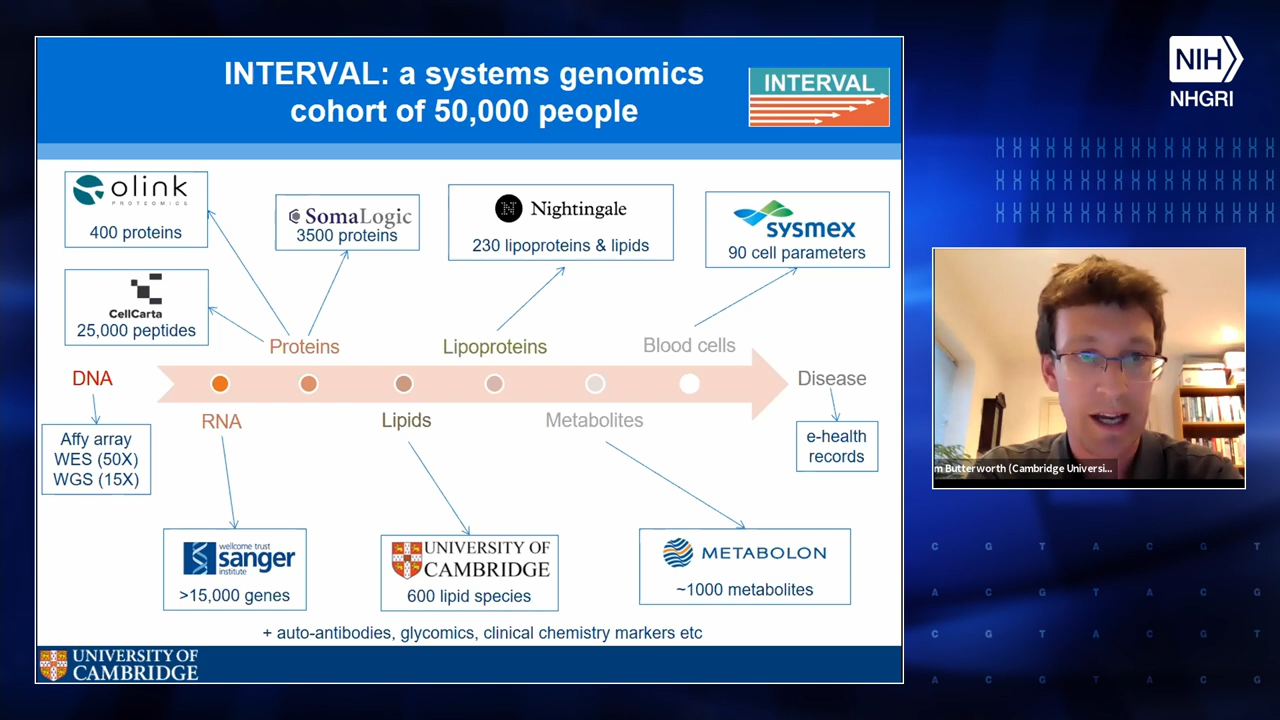 INTERVAL: a systems genomics
cohort of 50,000 people
INTERVAL
NIH
NHGRI
olink
PROTEOMICS
400 proteins
SomaLogic
3500 proteins
N
Nightingale
230 lipoproteins & lipids
sysmex
90 cell parameters
CellCarta
25,000 peptides
Proteins
Lipoproteins
Blood cells
DNA
Disease
RNA
Lipids
Metabolites
Affy array
WES (50X)
WGS (15X)
e-health
records
wellcome trust
sanger
institute
>15,000 genes
UNIVERSITY OF
CAMBRIDGE
600 lipid species
METABOLON
~1000 metabolites
+ auto-antibodies, glycomics, clinical chemistry markers etc
UNIVERSITY OF
CAMBRIDGE
m Butterworth (Cambridge Universi...
C G T A C G T
A C G T A C G
C G T A C G T
A C G T A C G